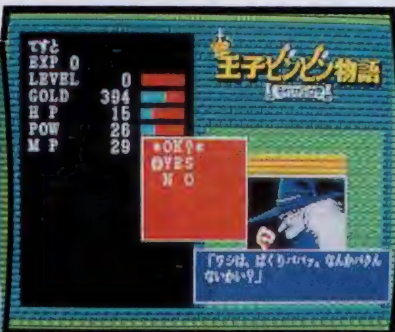 てすと
EXP 0
LEVEL 0
GOLD 394
H P 15
POW 26
M P 29
王子ビンビン物語
*OK?*
YES
N O
「ワシは、ぱくりババァ。なんかパクん
ないかい？」